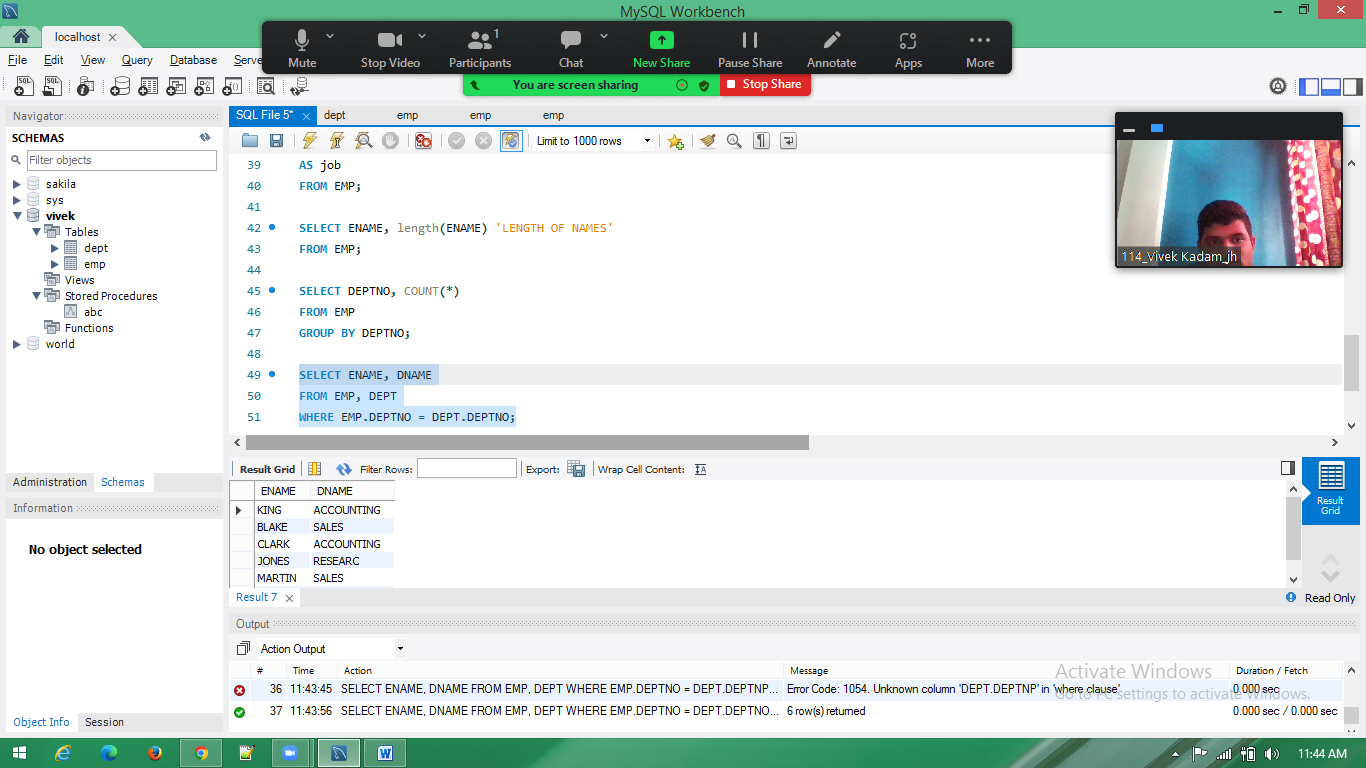 MySQL Workbench
localhost
File Edit View Query Database Serve
Mute Stop Video Participants 1 Chat New Share Pause Share Annotate Apps More
You are screen sharing Stop Share
Navigator
SCHEMAS
Filter objects
sakila
sys
vivek
Tables
dept
emp
Views
Stored Procedures
abc
Functions
world
Administration Schemas
Information
No object selected
Object Info Session
SQL File 5* dept emp emp emp
Limit to 1000 rows
39 AS job
40 FROM EMP;
41
42 SELECT ENAME, length(ENAME) 'LENGTH OF NAMES'
43 FROM EMP;
44
45 SELECT DEPTNO, COUNT(*)
46 FROM EMP
47 GROUP BY DEPTNO;
48
49 SELECT ENAME, DNAME
50 FROM EMP, DEPT
51 WHERE EMP.DEPTNO = DEPT.DEPTNO;
114_Vivek Kadam_jh
Result Grid Filter Rows: Export: Wrap Cell Content:
ENAME DNAME
KING ACCOUNTING
BLAKE SALES
CLARK ACCOUNTING
JONES RESEARC
MARTIN SALES
Result Grid
Result 7
Read Only
Output
Action Output
# Time Action Message Duration / Fetch
36 11:43:45 SELECT ENAME, DNAME FROM EMP, DEPT WHERE EMP.DEPTNO = DEPT.DEPTNP... Error Code: 1054. Unknown column 'DEPT.DEPTNP' in 'where clause' 0.000 sec
37 11:43:56 SELECT ENAME, DNAME FROM EMP, DEPT WHERE EMP.DEPTNO = DEPT.DEPTNO... 6 row(s) returned 0.000 sec / 0.000 sec
Activate Windows
Go to PC settings to activate Windows.
11:44 AM